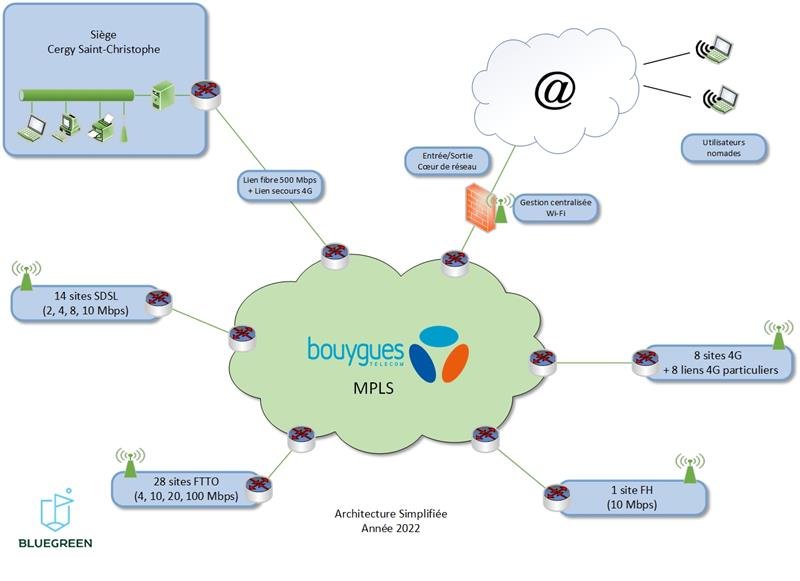 Siège
Cergy Saint-Christophe
@
Utilisateurs
nomades
Entrée/Sortie
Cœur de réseau
Lien fibre 500 Mbps
+ Lien secours 4G
Gestion centralisée
Wi-Fi
14 sites SDSL
(2, 4, 8, 10 Mbps)
bouygues
TELECOM
MPLS
8 sites 4G
+ 8 liens 4G particuliers
28 sites FTTO
(4, 10, 20, 100 Mbps)
1 site FH
(10 Mbps)
Architecture Simplifiée
Année 2022
BLUEGREEN